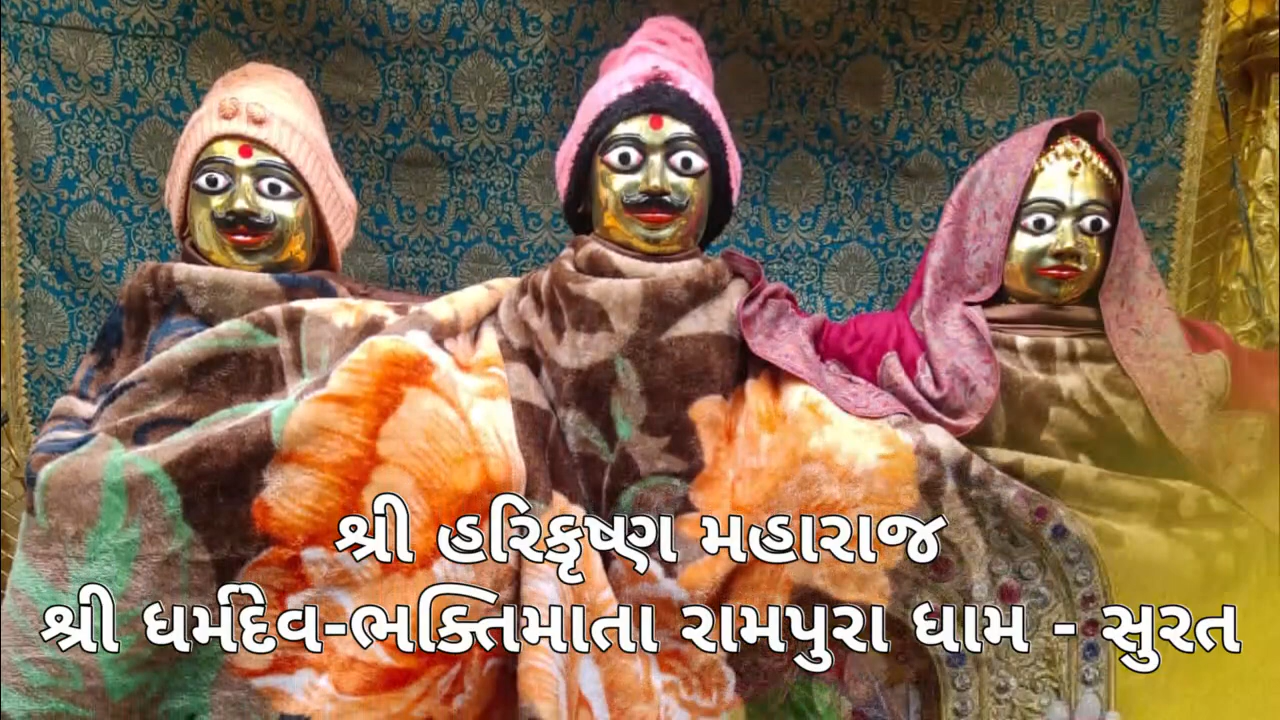 શ્રી હરિકૃષ્ણ મહારાજ
શ્રી ધર્મદેવ-ભક્તિમાતા રામપુરા ધામ - સુરત